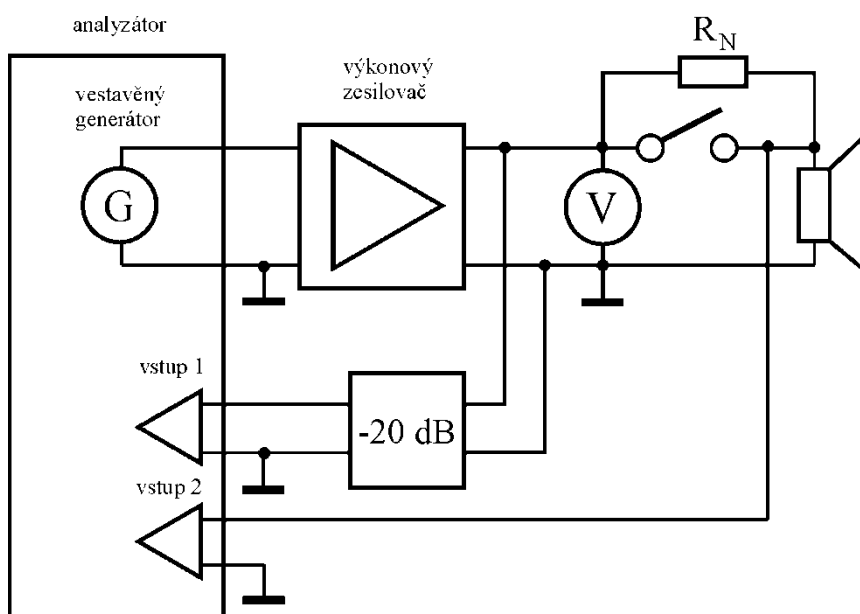 analyzátor
vestavěný
generátor
výkonový
zesilovač
R_N
G
V
vstup 1
-20 dB
vstup 2